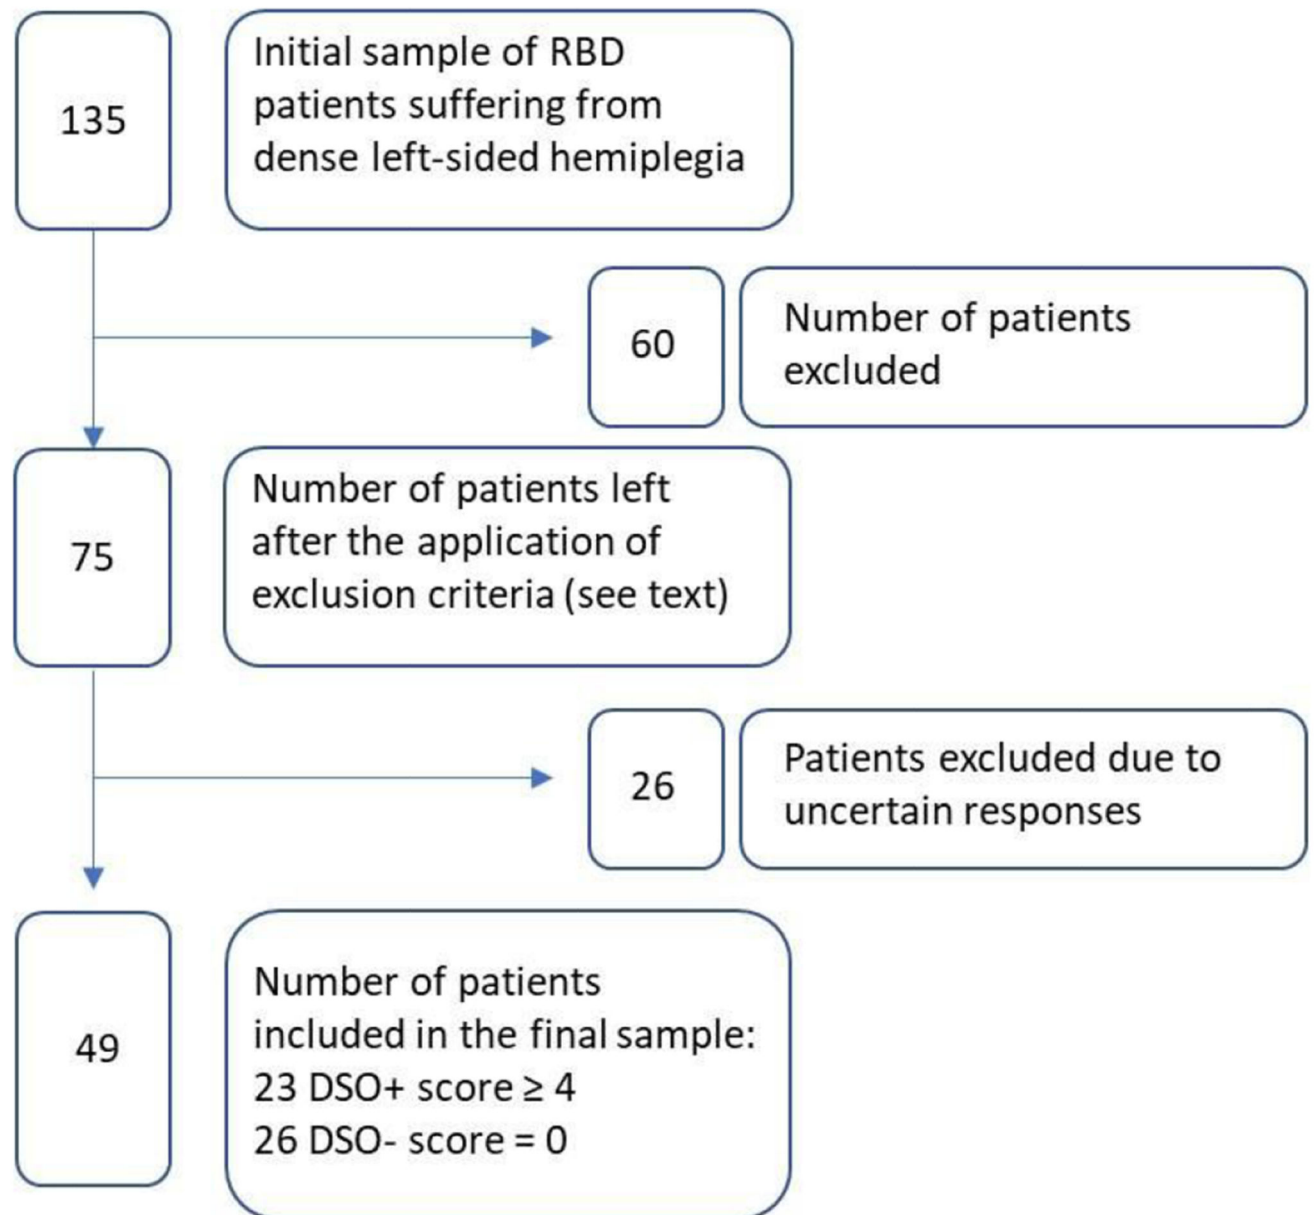 135
Initial sample of RBD
patients suffering from
dense left-sided hemiplegia
60
Number of patients
excluded
75
Number of patients left
after the application of
exclusion criteria (see text)
26
Patients excluded due to
uncertain responses
49
Number of patients
included in the final sample:
23 DSO+ score ≥ 4
26 DSO- score = 0